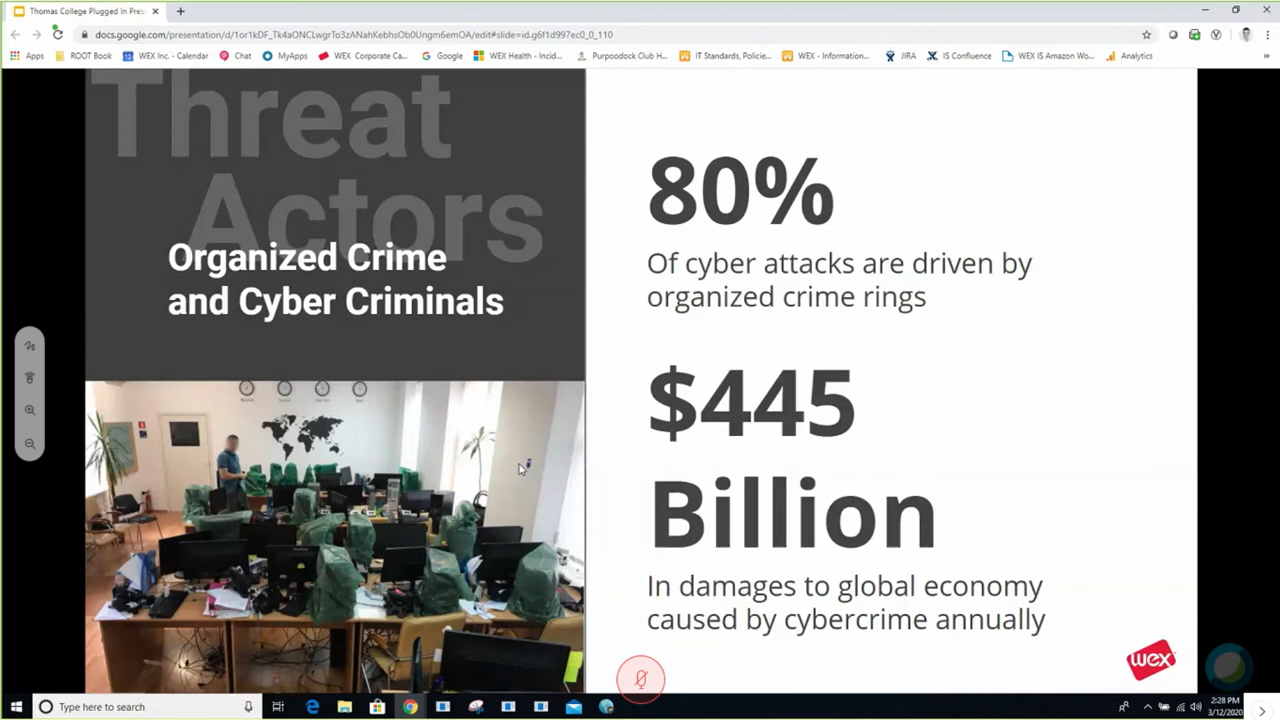 Thomas College Plugged In Pres
docs.google.com/presentation/d/1or1kDF_Tk4aONCLwgrTo3zANahKebhsOb0Ungm6emOA/edit#slide=id.g6f1d997ec0_0_110
Apps ROOT Book WEX Inc. - Calendar Chat MyApps WEX Corporate Ca... Google WEX Health - Incid... Purpoodock Club H... IT Standards, Policie... WEX - Information... JIRA IS Confluence WEX IS Amazon Wo... Analytics
Threat
Actors
Organized Crime
and Cyber Criminals
80%
Of cyber attacks are driven by
organized crime rings
$445
Billion
In damages to global economy
caused by cybercrime annually
wex
Type here to search
2:28 PM
3/12/2020